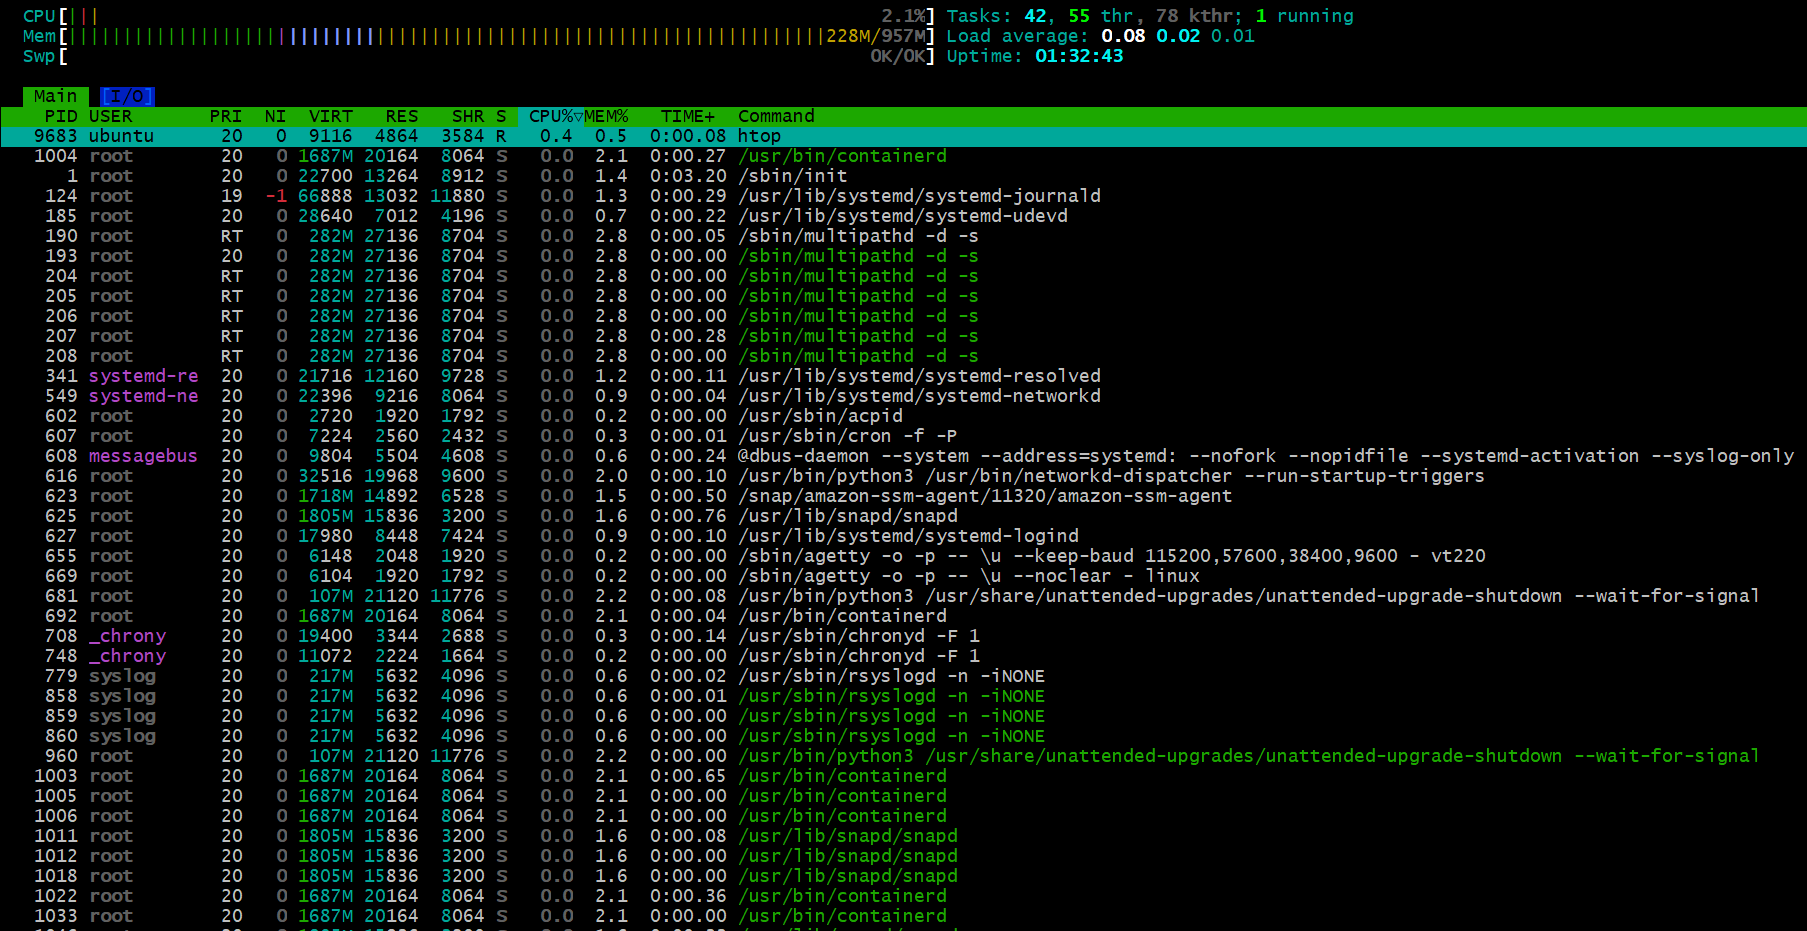 CPU[||| 2.1%] Tasks: 42, 55 thr, 78 kthr; 1 running
Mem[||||||||||||||||||||||||||||||||||||||||||||||||||||||||||||||||||||||228M/957M] Load average: 0.08 0.02 0.01
Swp[ 0K/0K] Uptime: 01:32:43
Main [I/O]
PID USER PRI NI VIRT RES SHR S CPU%▽MEM% TIME+ Command
9683 ubuntu 20 0 9116 4864 3584 R 0.4 0.5 0:00.08 htop
1004 root 20 0 1687M 20164 8064 S 0.0 2.1 0:00.27 /usr/bin/containerd
1 root 20 0 22700 13264 8912 S 0.0 1.4 0:03.20 /sbin/init
124 root 19 -1 66888 13032 11880 S 0.0 1.3 0:00.29 /usr/lib/systemd/systemd-journald
185 root 20 0 28640 7012 4196 S 0.0 0.7 0:00.22 /usr/lib/systemd/systemd-udevd
190 root RT 0 282M 27136 8704 S 0.0 2.8 0:00.05 /sbin/multipathd -d -s
193 root 20 0 282M 27136 8704 S 0.0 2.8 0:00.00 /sbin/multipathd -d -s
204 root RT 0 282M 27136 8704 S 0.0 2.8 0:00.00 /sbin/multipathd -d -s
205 root RT 0 282M 27136 8704 S 0.0 2.8 0:00.00 /sbin/multipathd -d -s
206 root RT 0 282M 27136 8704 S 0.0 2.8 0:00.00 /sbin/multipathd -d -s
207 root RT 0 282M 27136 8704 S 0.0 2.8 0:00.28 /sbin/multipathd -d -s
208 root RT 0 282M 27136 8704 S 0.0 2.8 0:00.00 /sbin/multipathd -d -s
341 systemd-re 20 0 21716 12160 9728 S 0.0 1.2 0:00.11 /usr/lib/systemd/systemd-resolved
549 systemd-ne 20 0 22396 9216 8064 S 0.0 0.9 0:00.04 /usr/lib/systemd/systemd-networkd
602 root 20 0 2720 1920 1792 S 0.0 0.2 0:00.00 /usr/sbin/acpid
607 root 20 0 7224 2560 2432 S 0.0 0.3 0:00.01 /usr/sbin/cron -f -P
608 messagebus 20 0 9804 5504 4608 S 0.0 0.6 0:00.24 @dbus-daemon --system --address=systemd: --nofork --nopidfile --systemd-activation --syslog-only
616 root 20 0 32516 19968 9600 S 0.0 2.0 0:00.10 /usr/bin/python3 /usr/bin/networkd-dispatcher --run-startup-triggers
623 root 20 0 1718M 14892 6528 S 0.0 1.5 0:00.50 /snap/amazon-ssm-agent/11320/amazon-ssm-agent
625 root 20 0 1805M 15836 3200 S 0.0 1.6 0:00.76 /usr/lib/snapd/snapd
627 root 20 0 17980 8448 7424 S 0.0 0.9 0:00.10 /usr/lib/systemd/systemd-logind
655 root 20 0 6148 2048 1920 S 0.0 0.2 0:00.00 /sbin/agetty -o -p -- \u --keep-baud 115200,57600,38400,9600 - vt220
669 root 20 0 6104 1920 1792 S 0.0 0.2 0:00.00 /sbin/agetty -o -p -- \u --noclear - linux
681 root 20 0 107M 21120 11776 S 0.0 2.2 0:00.08 /usr/bin/python3 /usr/share/unattended-upgrades/unattended-upgrade-shutdown --wait-for-signal
692 root 20 0 1687M 20164 8064 S 0.0 2.1 0:00.04 /usr/bin/containerd
708 _chrony 20 0 19400 3344 2688 S 0.0 0.3 0:00.14 /usr/sbin/chronyd -F 1
748 _chrony 20 0 11072 2224 1664 S 0.0 0.2 0:00.00 /usr/sbin/chronyd -F 1
779 syslog 20 0 217M 5632 4096 S 0.0 0.6 0:00.02 /usr/sbin/rsyslogd -n -iNONE
858 syslog 20 0 217M 5632 4096 S 0.0 0.6 0:00.01 /usr/sbin/rsyslogd -n -iNONE
859 syslog 20 0 217M 5632 4096 S 0.0 0.6 0:00.00 /usr/sbin/rsyslogd -n -iNONE
860 syslog 20 0 217M 5632 4096 S 0.0 0.6 0:00.00 /usr/sbin/rsyslogd -n -iNONE
960 root 20 0 107M 21120 11776 S 0.0 2.2 0:00.00 /usr/bin/python3 /usr/share/unattended-upgrades/unattended-upgrade-shutdown --wait-for-signal
1003 root 20 0 1687M 20164 8064 S 0.0 2.1 0:00.65 /usr/bin/containerd
1005 root 20 0 1687M 20164 8064 S 0.0 2.1 0:00.00 /usr/bin/containerd
1006 root 20 0 1687M 20164 8064 S 0.0 2.1 0:00.00 /usr/bin/containerd
1011 root 20 0 1805M 15836 3200 S 0.0 1.6 0:00.08 /usr/lib/snapd/snapd
1012 root 20 0 1805M 15836 3200 S 0.0 1.6 0:00.00 /usr/lib/snapd/snapd
1018 root 20 0 1805M 15836 3200 S 0.0 1.6 0:00.00 /usr/lib/snapd/snapd
1022 root 20 0 1687M 20164 8064 S 0.0 2.1 0:00.36 /usr/bin/containerd
1033 root 20 0 1687M 20164 8064 S 0.0 2.1 0:00.00 /usr/bin/containerd